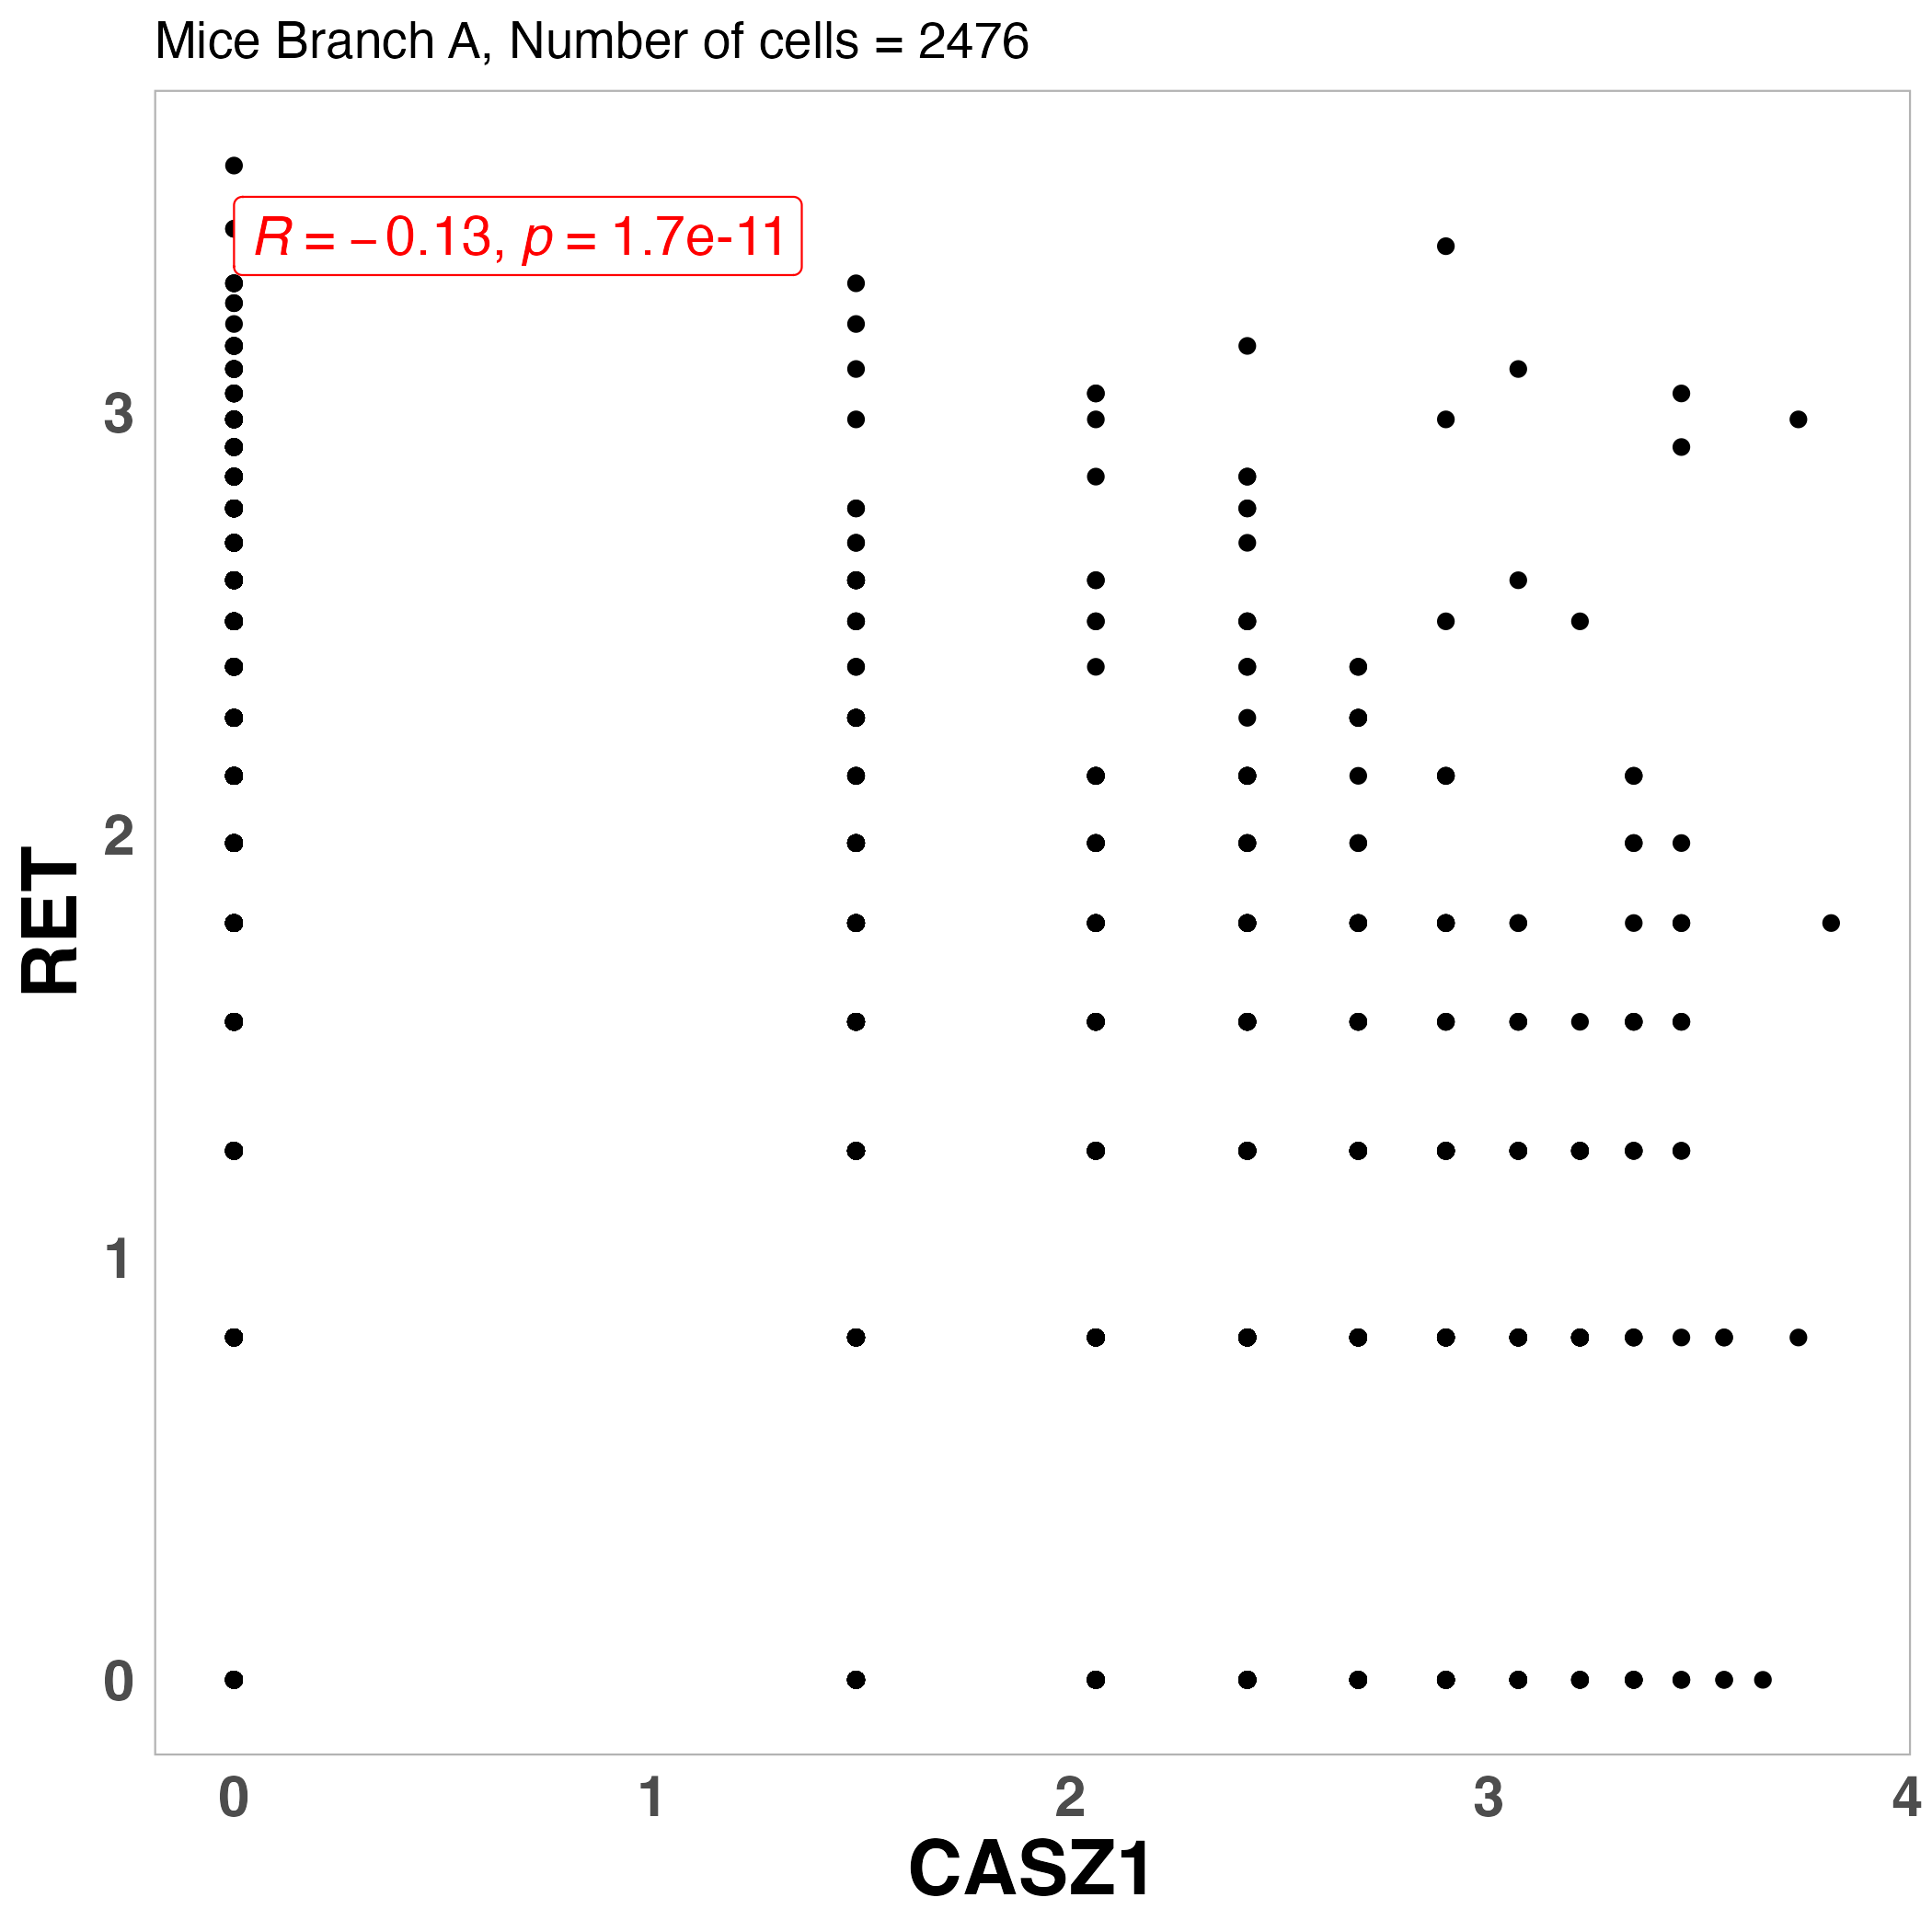 Mice Branch A, Number of cells = 2476
R = −0.13, p = 1.7e-11
3
2
1
0
RET
0 1 2 3 4
CASZ1